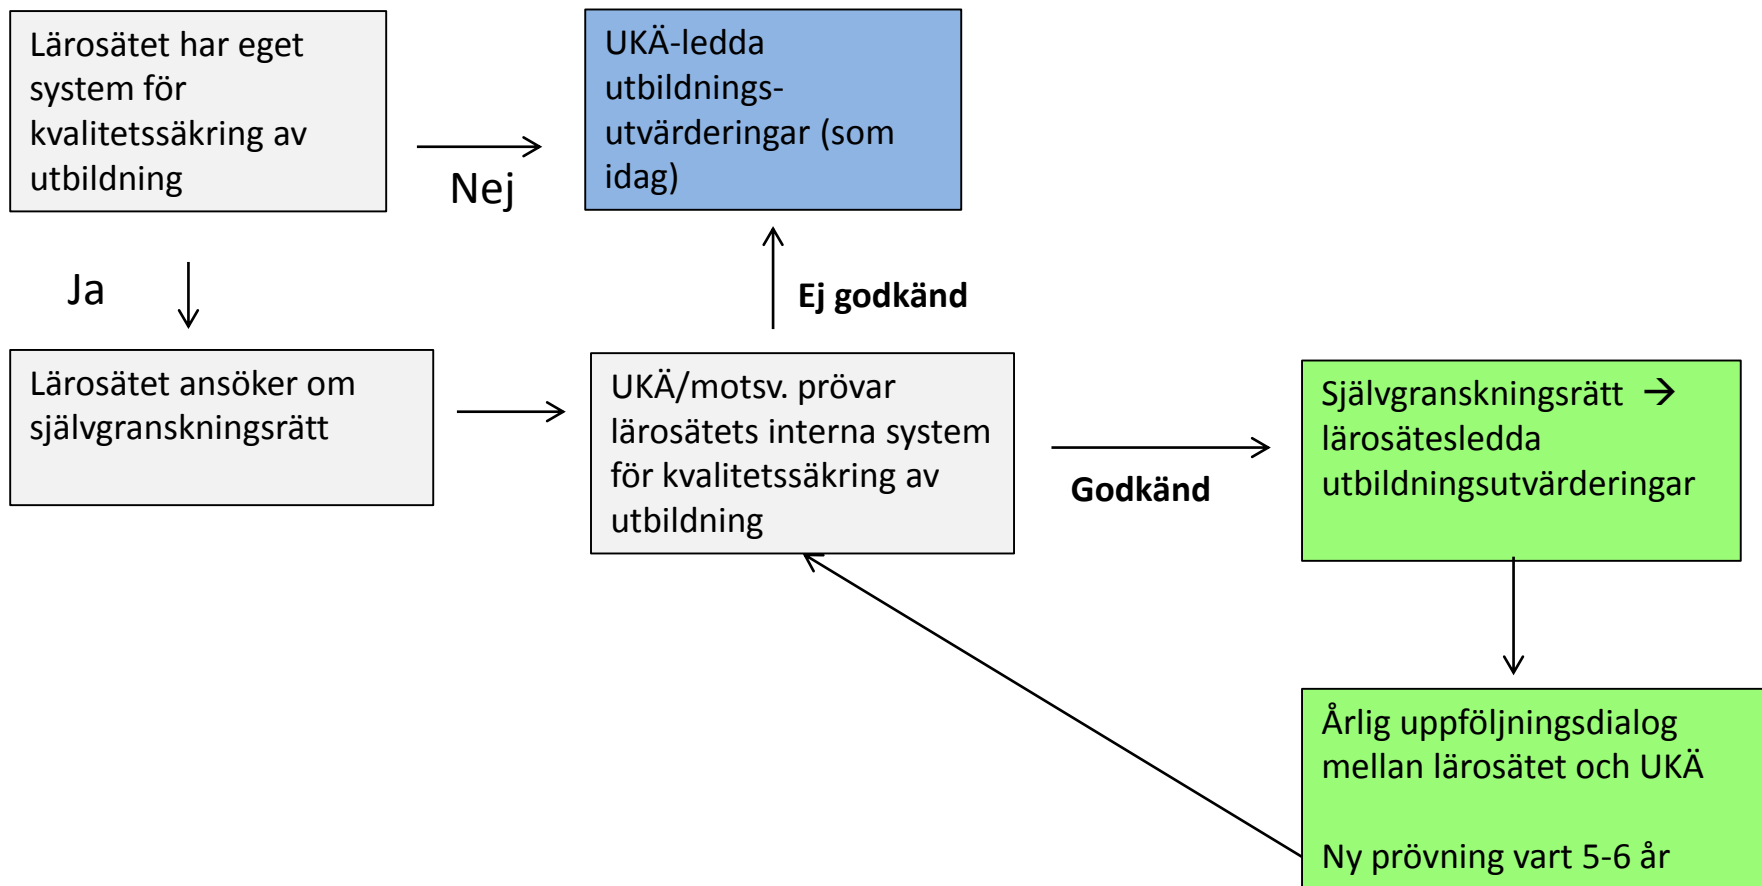 Lärosätet har eget
system för
kvalitetssäkring av
utbildning
Nej
UKÄ-ledda
utbildnings-
utvärderingar (som
idag)
Ja
Ej godkänd
Lärosätet ansöker om
självgranskningsrätt
UKÄ/motsv. prövar
lärosätets interna system
för kvalitetssäkring av
utbildning
Godkänd
Självgranskningsrätt →
lärosätesledda
utbildningsutvärderingar
Årlig uppföljningsdialog
mellan lärosätet och UKÄ
Ny prövning vart 5-6 år